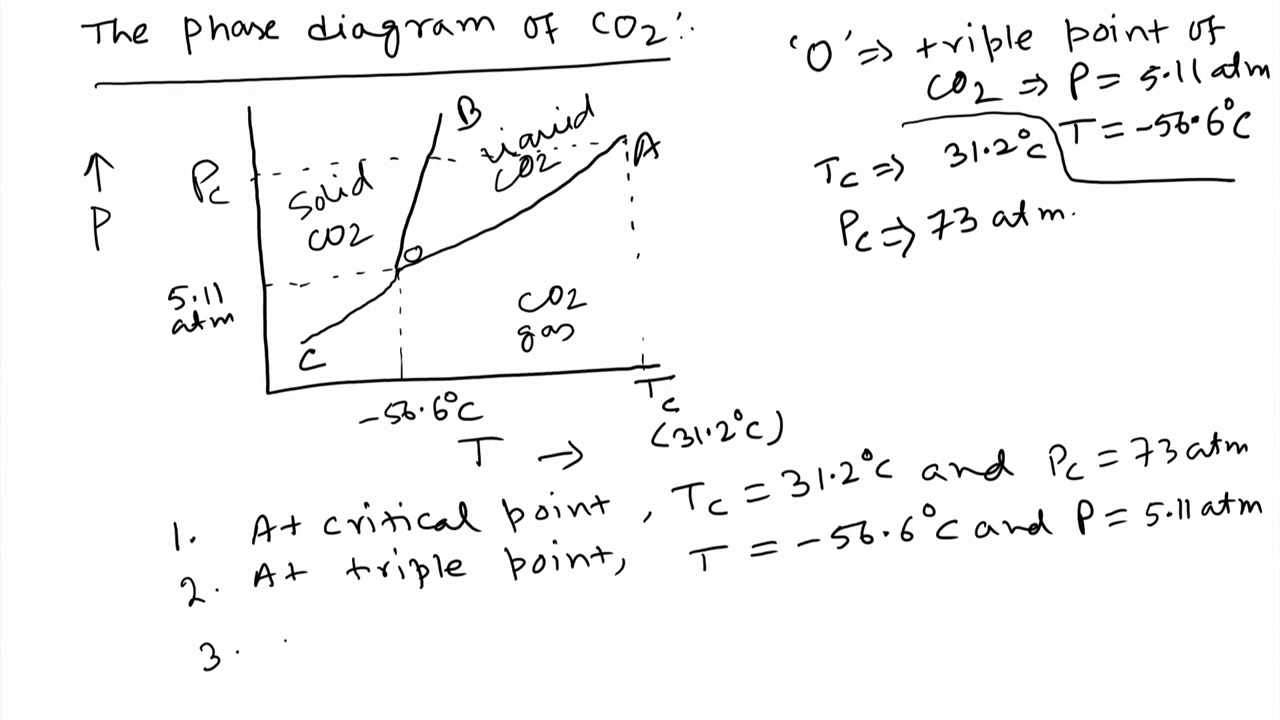 The phase diagram of CO2:.
'O' => triple point of
CO2 => P = 5.11 atm
T = -56.6°C
Tc => 31.2°C
Pc => 73 atm.
↑
P
Pc
B
Solid
CO2
Liquid
CO2
A
O
5.11
atm
C
CO2
gas
-56.6°C
Tc
(31.2°C)
T →
1. At critical point, Tc = 31.2°C and Pc = 73 atm
2. At triple point, T = -56.6°C and P = 5.11 atm
3.